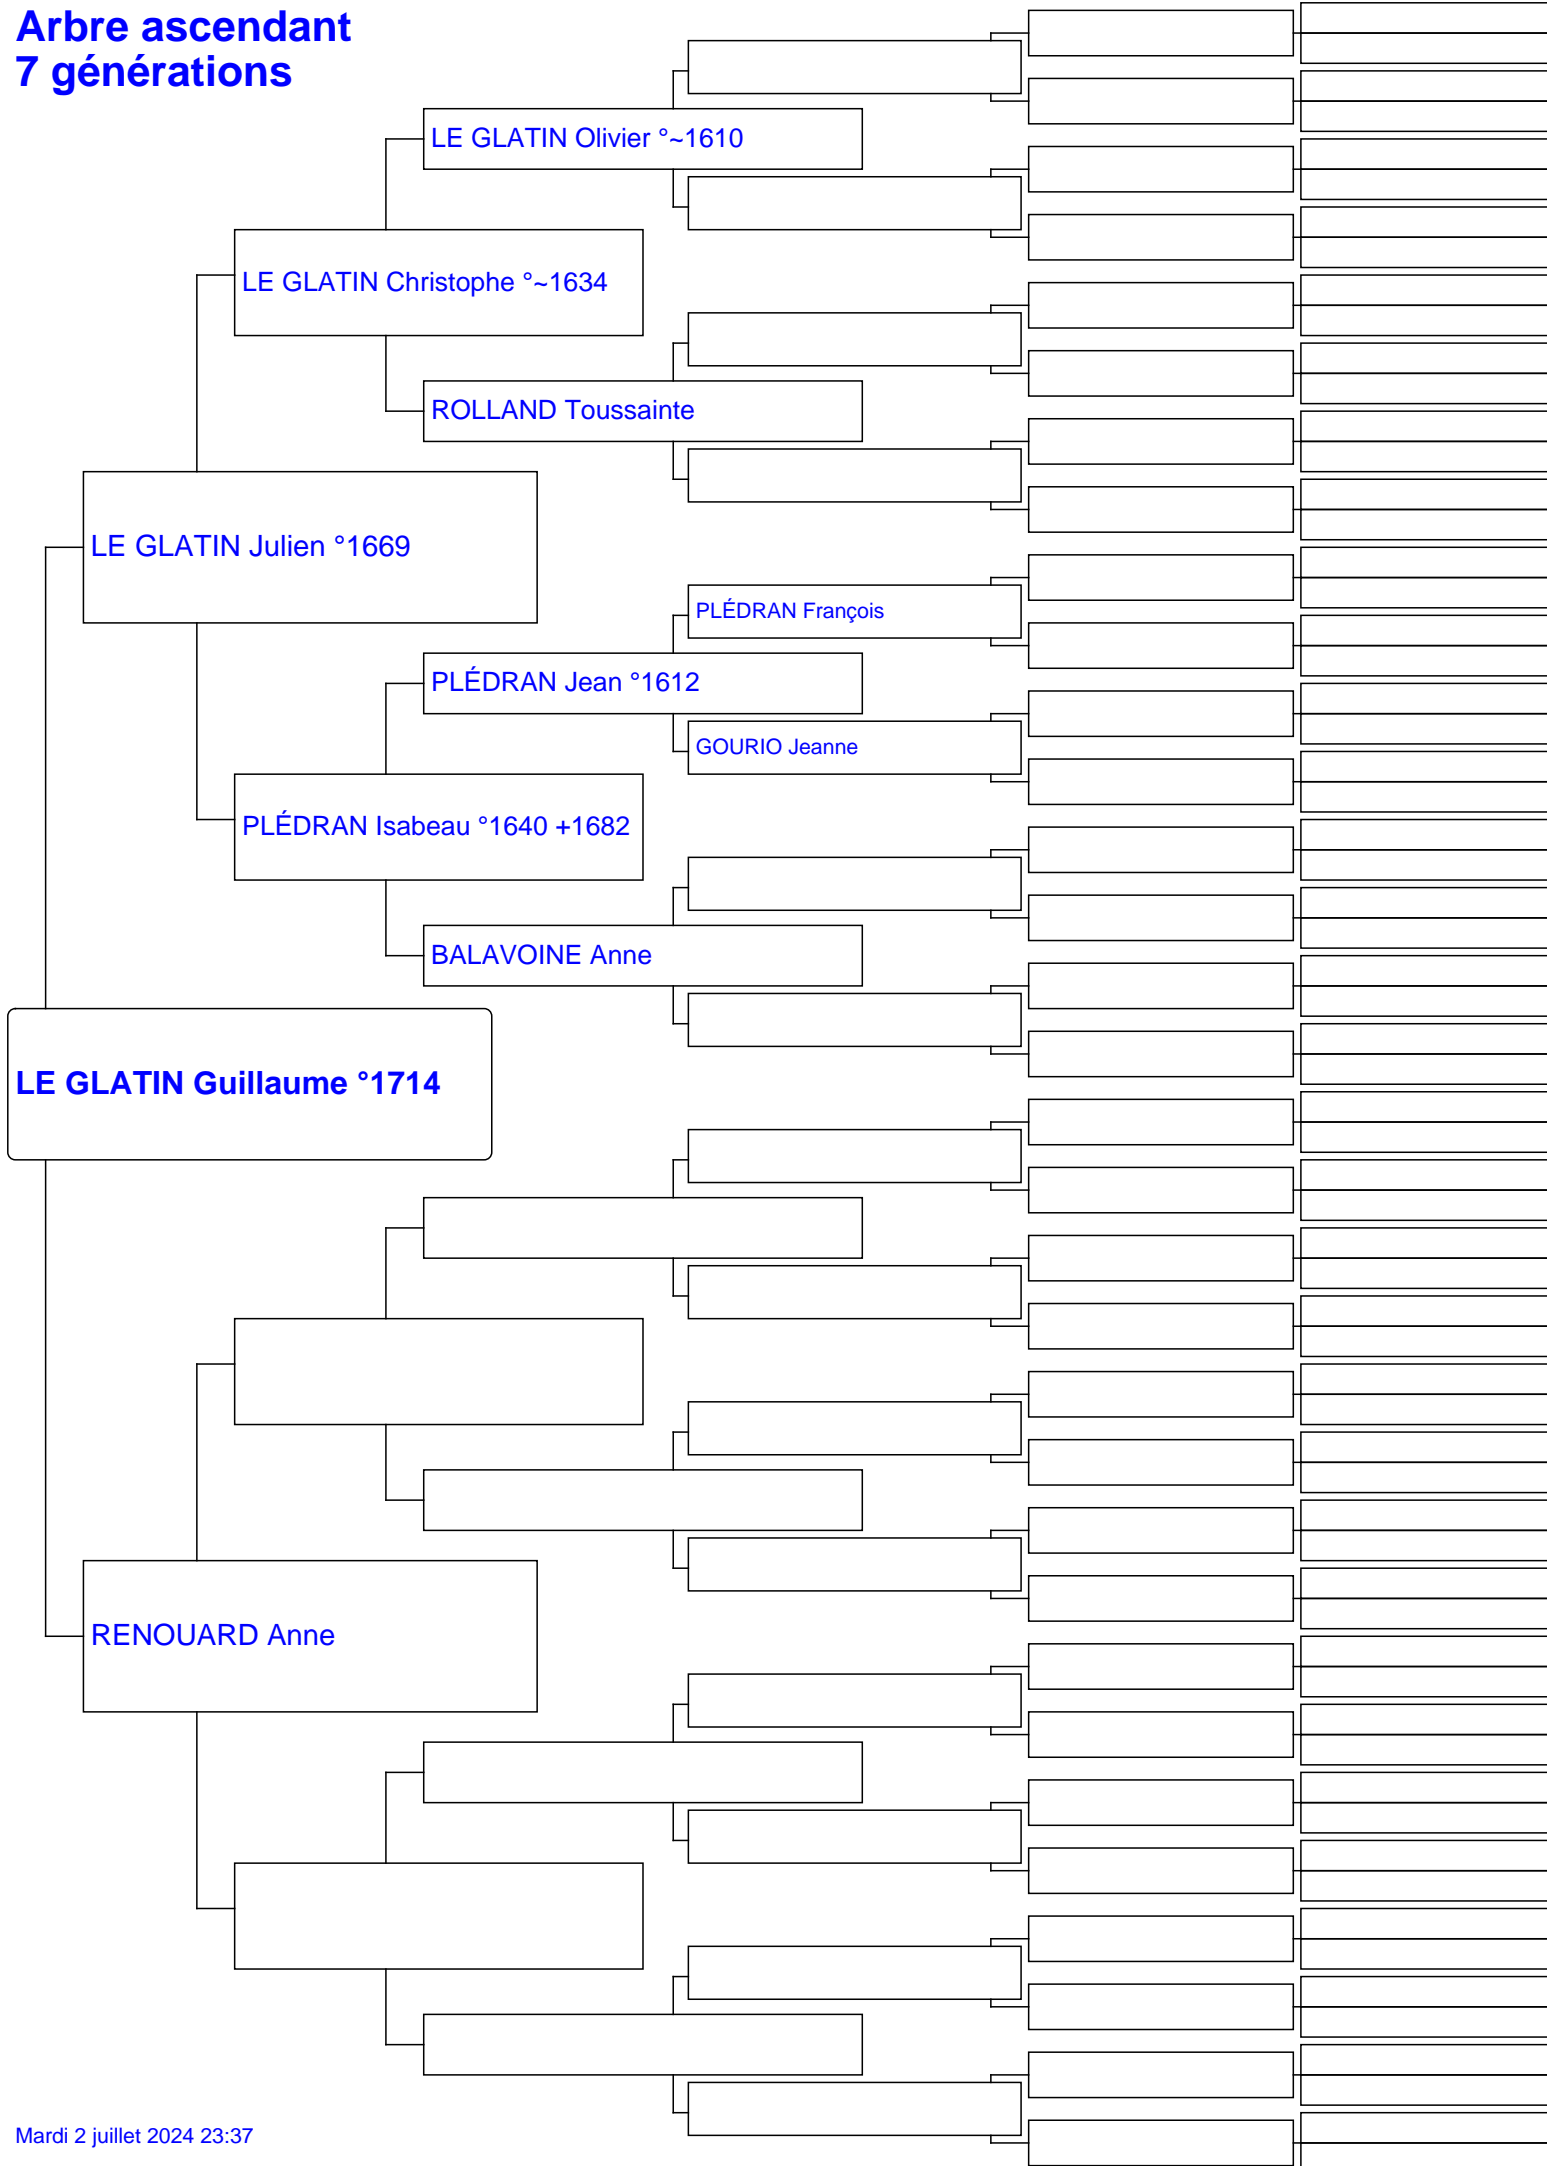 Arbre ascendant
7 générations
LE GLATIN Olivier °~1610
LE GLATIN Christophe °~1634
ROLLAND Toussainte
LE GLATIN Julien °1669
PLÉDRAN François
PLÉDRAN Jean °1612
GOURIO Jeanne
PLÉDRAN Isabeau °1640 +1682
BALAVOINE Anne
LE GLATIN Guillaume °1714
RENOUARD Anne
Mardi 2 juillet 2024 23:37